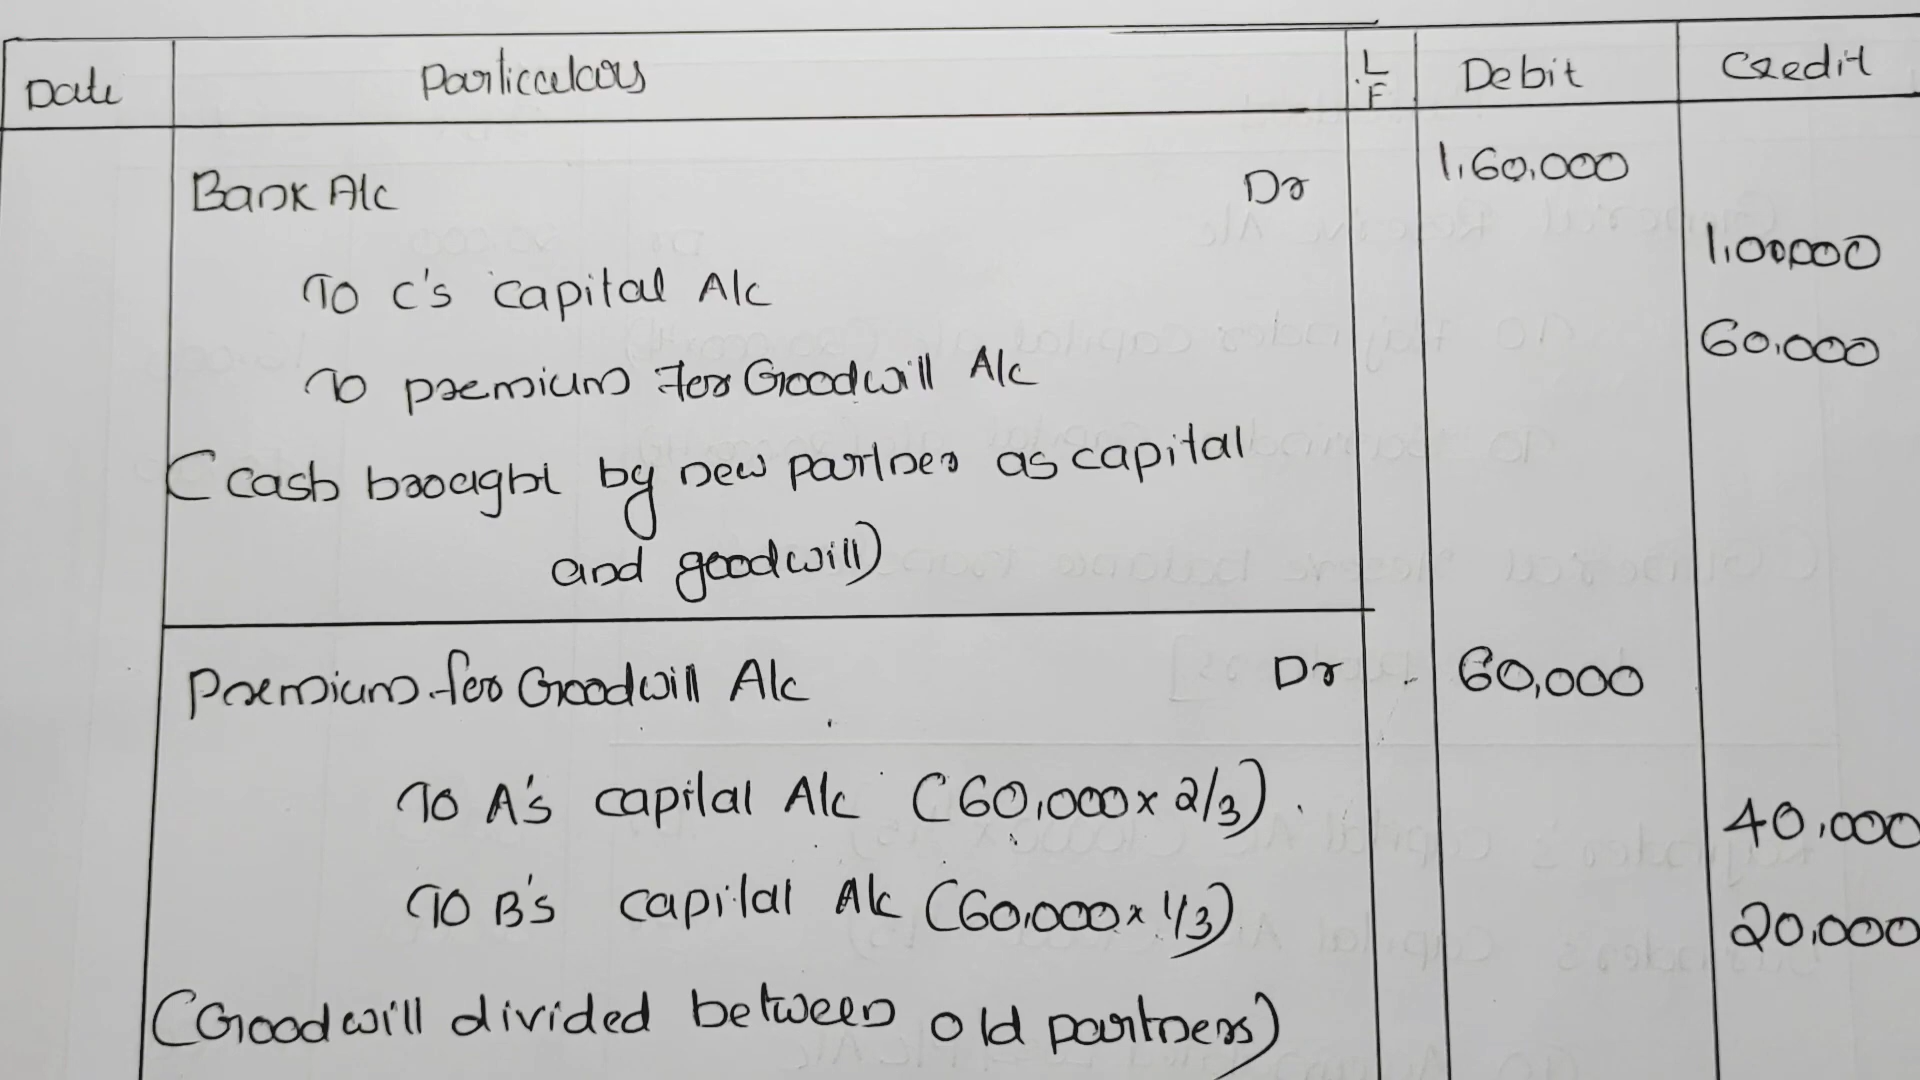 Date Particulars L F Debit Credit
Bank A/c Dr 1,60,000
To C's capital A/c 1,00,000
To premium for Goodwill A/c 60,000
(Cash brought by new partner as capital
and goodwill)
Premium for Goodwill A/c Dr 60,000
To A's capital A/c (60,000 x 2/3) 40,000
To B's capital A/c (60,000 x 1/3) 20,000
(Goodwill divided between old partners)